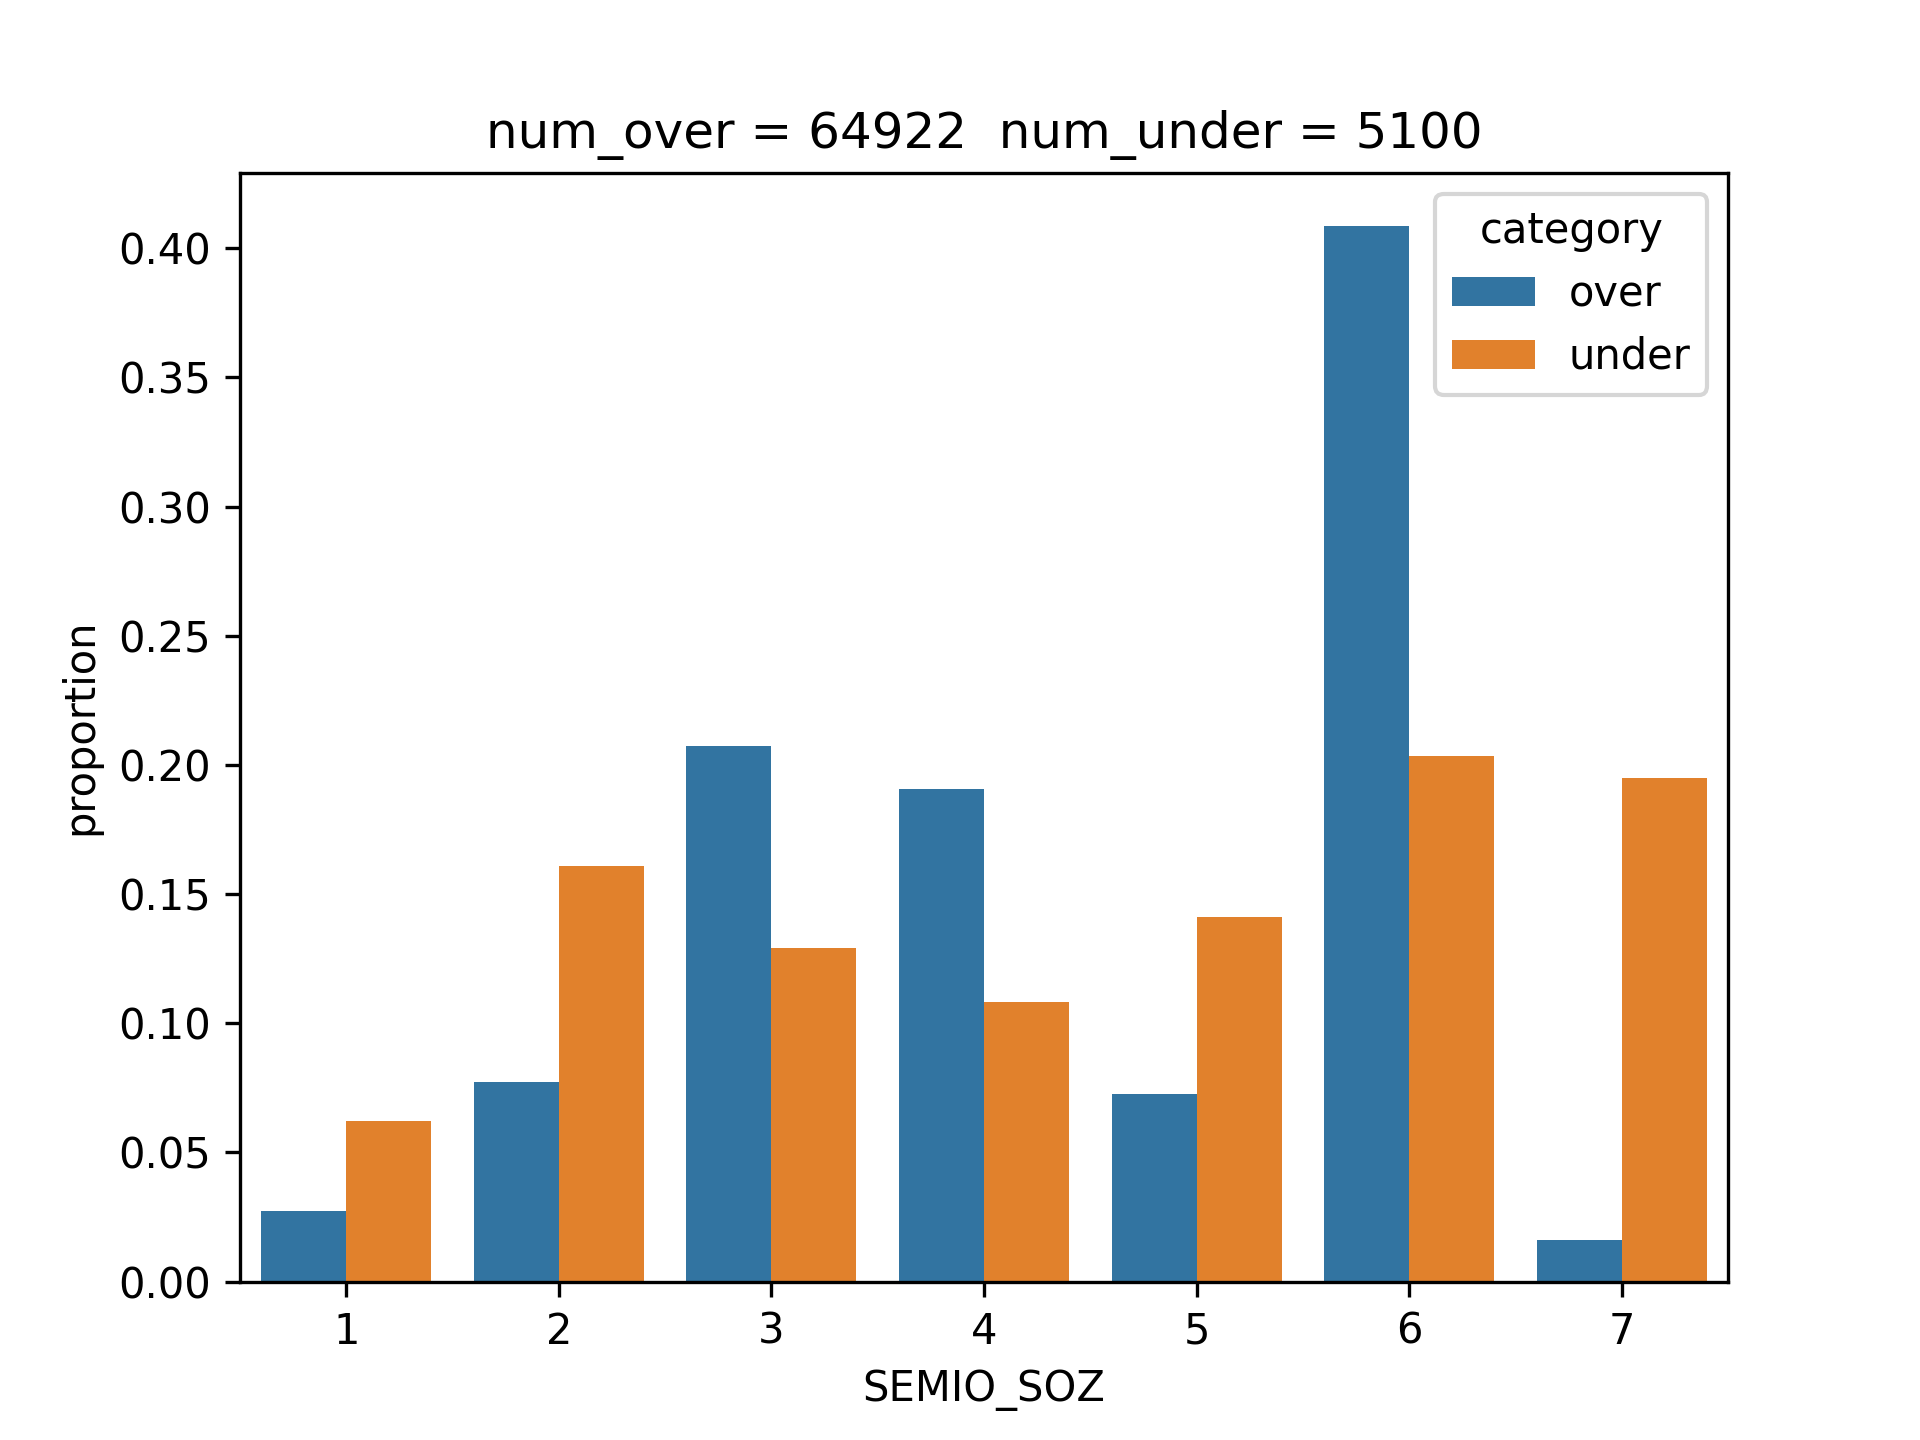 num_over = 64922  num_under = 5100
category
over
under
0.40
0.35
0.30
0.25
0.20
0.15
0.10
0.05
0.00
proportion
1 2 3 4 5 6 7
SEMIO_SOZ